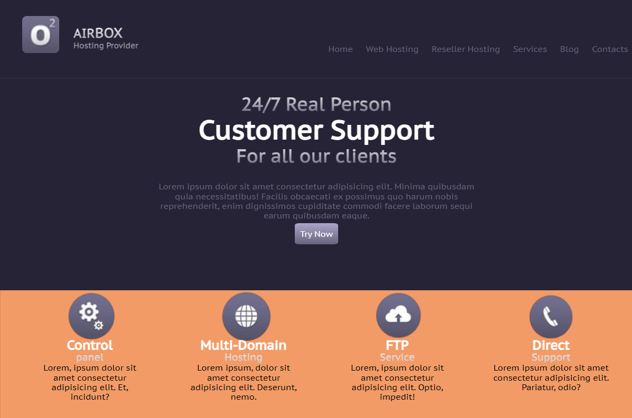 O2
AIRBOX
Hosting Provider
Home Web Hosting Reseller Hosting Services Blog Contacts
24/7 Real Person
Customer Support
For all our clients
Lorem ipsum dolor sit amet consectetur adipisicing elit. Minima quibusdam
quia necessitatibus! Facilis obcaecati ex possimus quo harum nobis
reprehenderit, enim dignissimos cupiditate commodi facere laborum sequi
earum quibusdam eaque.
Try Now
Control
panel
Lorem ipsum, dolor sit
amet consectetur
adipisicing elit. Et,
incidunt?
Multi-Domain
Hosting
Lorem ipsum, dolor sit
amet consectetur
adipisicing elit. Deserunt,
nemo.
FTP
Service
Lorem ipsum, dolor sit
amet consectetur
adipisicing elit. Optio,
impedit!
Direct
Support
Lorem ipsum, dolor sit amet
consectetur adipisicing elit.
Pariatur, odio?